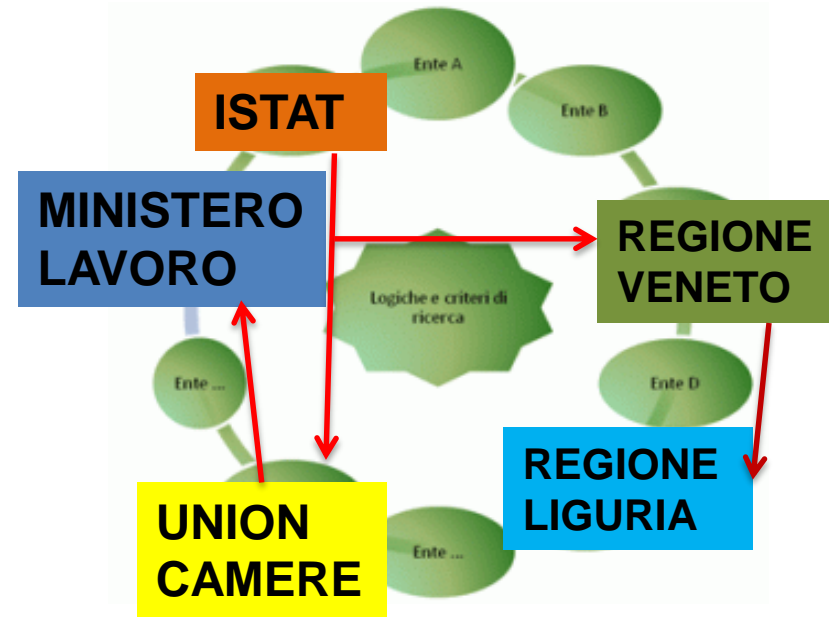 Ente A
Ente B
ISTAT
MINISTERO
LAVORO
REGIONE
VENETO
Logiche e criteri di
ricerca
Ente ...
Ente D
REGIONE
LIGURIA
UNION
CAMERE
Ente ...